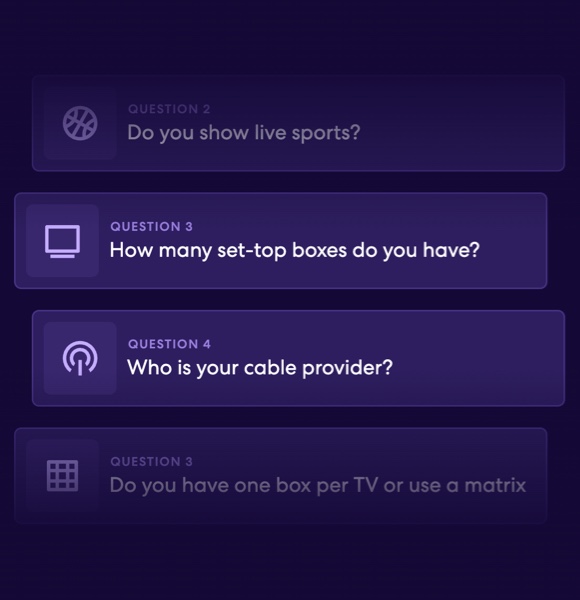 QUESTION 2
Do you show live sports?
QUESTION 3
How many set-top boxes do you have?
QUESTION 4
Who is your cable provider?
QUESTION 3
Do you have one box per TV or use a matrix